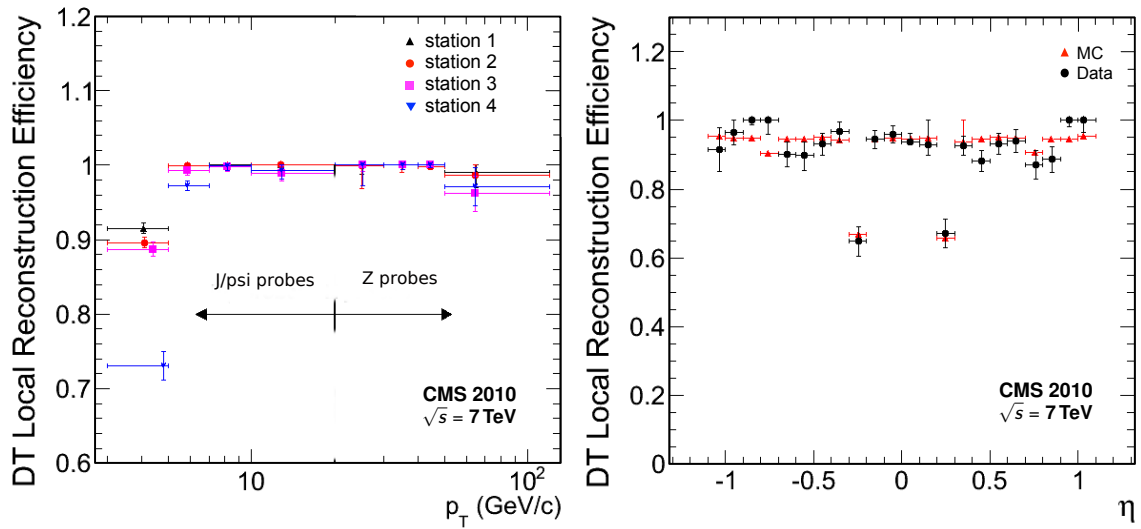 DT Local Reconstruction Efficiency
1.2
1.1
1
0.9
0.8
0.7
0.6
station 1
station 2
station 3
station 4
J/psi probes
Z probes
CMS 2010
√s = 7 TeV
10
10²
p_T (GeV/c)
DT Local Reconstruction Efficiency
1
0.8
0.6
0.4
0.2
0
MC
Data
CMS 2010
√s = 7 TeV
-1
-0.5
0
0.5
1
η